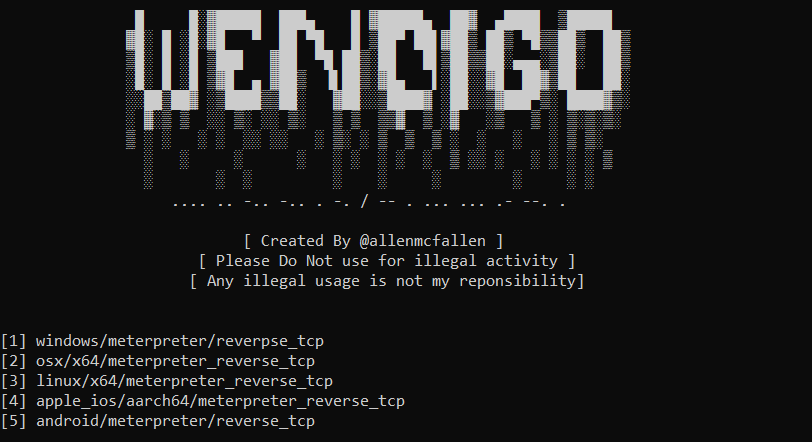 WENDIGO
.... .. -.. -.. . -. / -- . ... ... .- --. .
[ Created By @allenmcfallen ]
[ Please Do Not use for illegal activity ]
[ Any illegal usage is not my reponsibility]
[1] windows/meterpreter/reverpse_tcp
[2] osx/x64/meterpreter_reverse_tcp
[3] linux/x64/meterpreter_reverse_tcp
[4] apple_ios/aarch64/meterpreter_reverse_tcp
[5] android/meterpreter/reverse_tcp